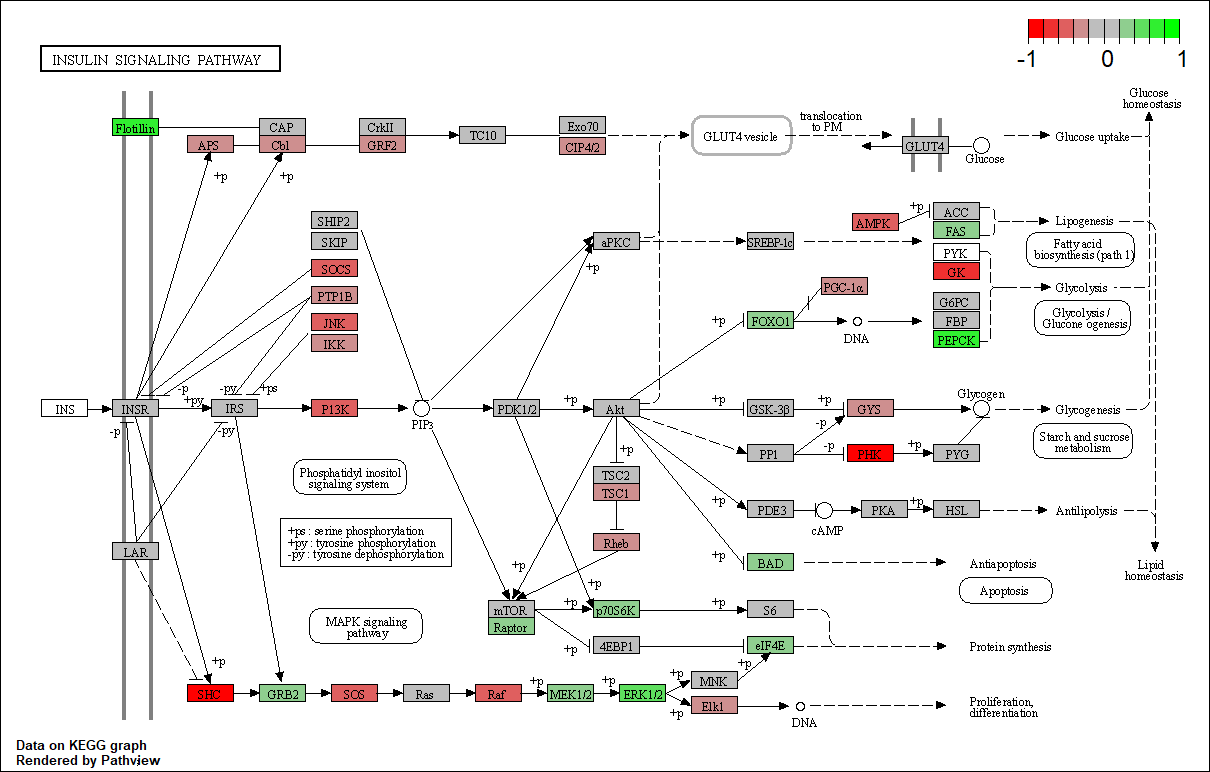 INSULIN SIGNALING PATHWAY
-1 0 1
Glucose
homeostasis
Flotillin
CAP
CrkII
TC10
Exo70
APS
Cbl
GRF2
CIP4/2
GLUT4 vesicle
translocation
to PM
GLUT4
Glucose
Glucose uptake
+p
+p
SHIP2
SKIP
SOCS
PTP1B
JNK
IKK
aPKC
+p
SREBP-1c
AMPK
+p
ACC
FAS
PYK
GK
G6PC
FBP
PEPCK
Lipogenesis
Fatty acid
biosynthesis (path 1)
Glycolysis
Glycolysis /
Glucone ogenesis
PGC-1α
+p
FOXO1
DNA
-p
+py
-py
+ps
INS
INSR
IRS
P13K
PIP3
PDK1/2
+p
Akt
+p
GSK-3β
+p
GYS
Glycogen
Glycogenesis
-p
-py
-p
PP1
-p
PHK
+p
PYG
Starch and sucrose
metabolism
Phosphatidyl inositol
signaling system
+p
TSC2
TSC1
+p
PDE3
cAMP
PKA
+p
HSL
Antilipolysis
+ps : serine phosphorylation
+py : tyrosine phosphorylation
-py : tyrosine dephosphorylation
LAR
Rheb
+p
BAD
Antiapoptosis
Apoptosis
Lipid
homeostasis
+p
+p
MAPK signaling
pathway
mTOR
Raptor
+p
p70S6K
+p
S6
+p
4EBP1
eIF4E
Protein synthesis
+p
SHC
GRB2
SOS
Ras
Raf
+p
MEK1/2
+p
ERK1/2
+p
MNK
+p
+p
Elk1
DNA
Proliferation,
differentiation
Data on KEGG graph
Rendered by Pathview